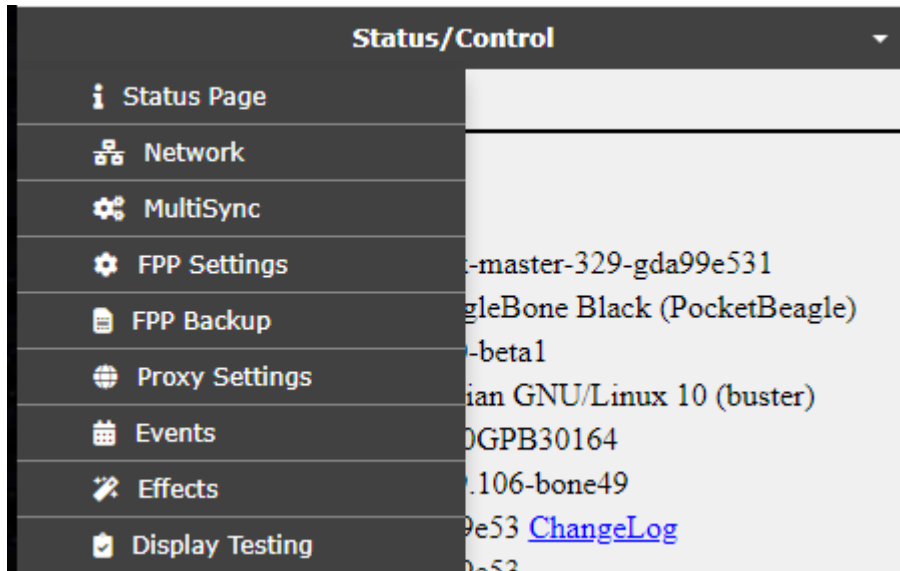 Status/Control
Status Page
Network
MultiSync
FPP Settings
-master-329-gda99e531
FPP Backup
gleBone Black (PocketBeagle)
-beta1
Proxy Settings
ian GNU/Linux 10 (buster)
Events
0GPB30164
Effects
.106-bone49
9e53 ChangeLog
Display Testing